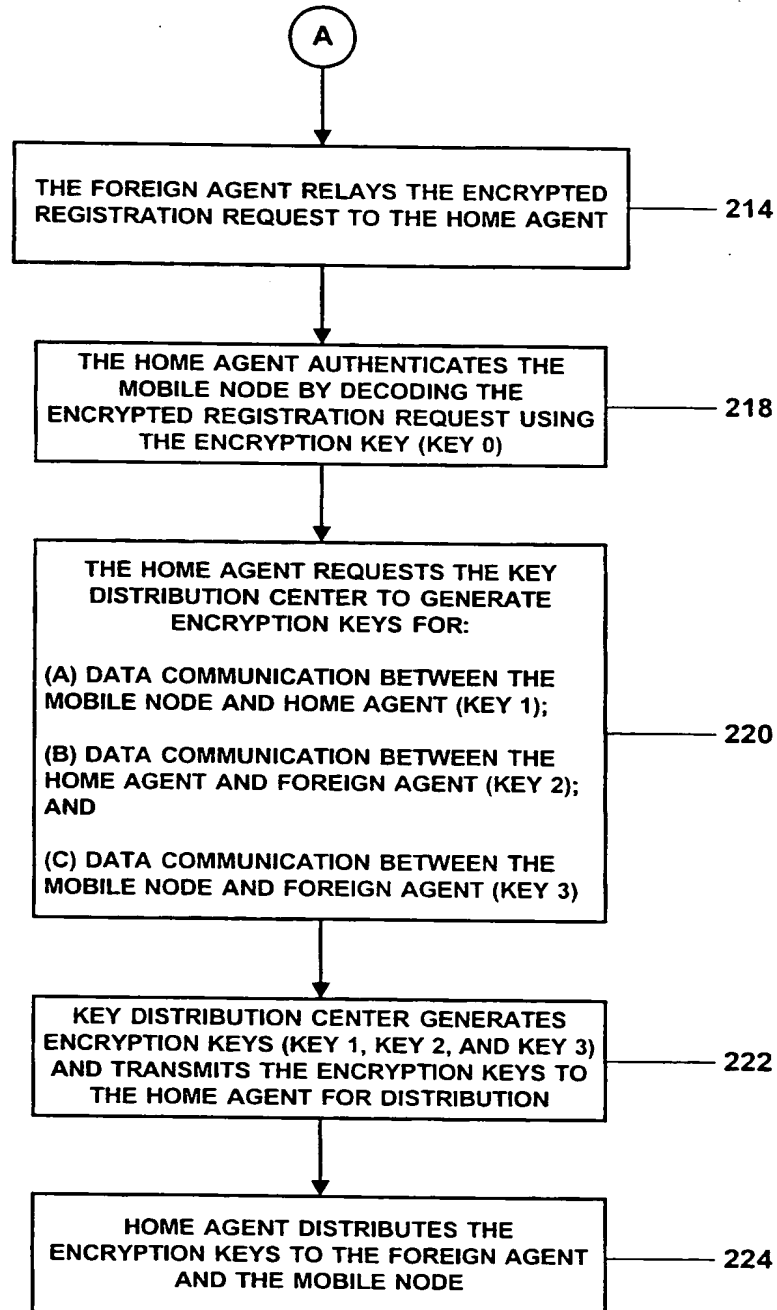 A
THE FOREIGN AGENT RELAYS THE ENCRYPTED
REGISTRATION REQUEST TO THE HOME AGENT
214
THE HOME AGENT AUTHENTICATES THE
MOBILE NODE BY DECODING THE
ENCRYPTED REGISTRATION REQUEST USING
THE ENCRYPTION KEY (KEY 0)
218
THE HOME AGENT REQUESTS THE KEY
DISTRIBUTION CENTER TO GENERATE
ENCRYPTION KEYS FOR:
(A) DATA COMMUNICATION BETWEEN THE
MOBILE NODE AND HOME AGENT (KEY 1);
(B) DATA COMMUNICATION BETWEEN THE
HOME AGENT AND FOREIGN AGENT (KEY 2);
AND
(C) DATA COMMUNICATION BETWEEN THE
MOBILE NODE AND FOREIGN AGENT (KEY 3)
220
KEY DISTRIBUTION CENTER GENERATES
ENCRYPTION KEYS (KEY 1, KEY 2, AND KEY 3)
AND TRANSMITS THE ENCRYPTION KEYS TO
THE HOME AGENT FOR DISTRIBUTION
222
HOME AGENT DISTRIBUTES THE
ENCRYPTION KEYS TO THE FOREIGN AGENT
AND THE MOBILE NODE
224